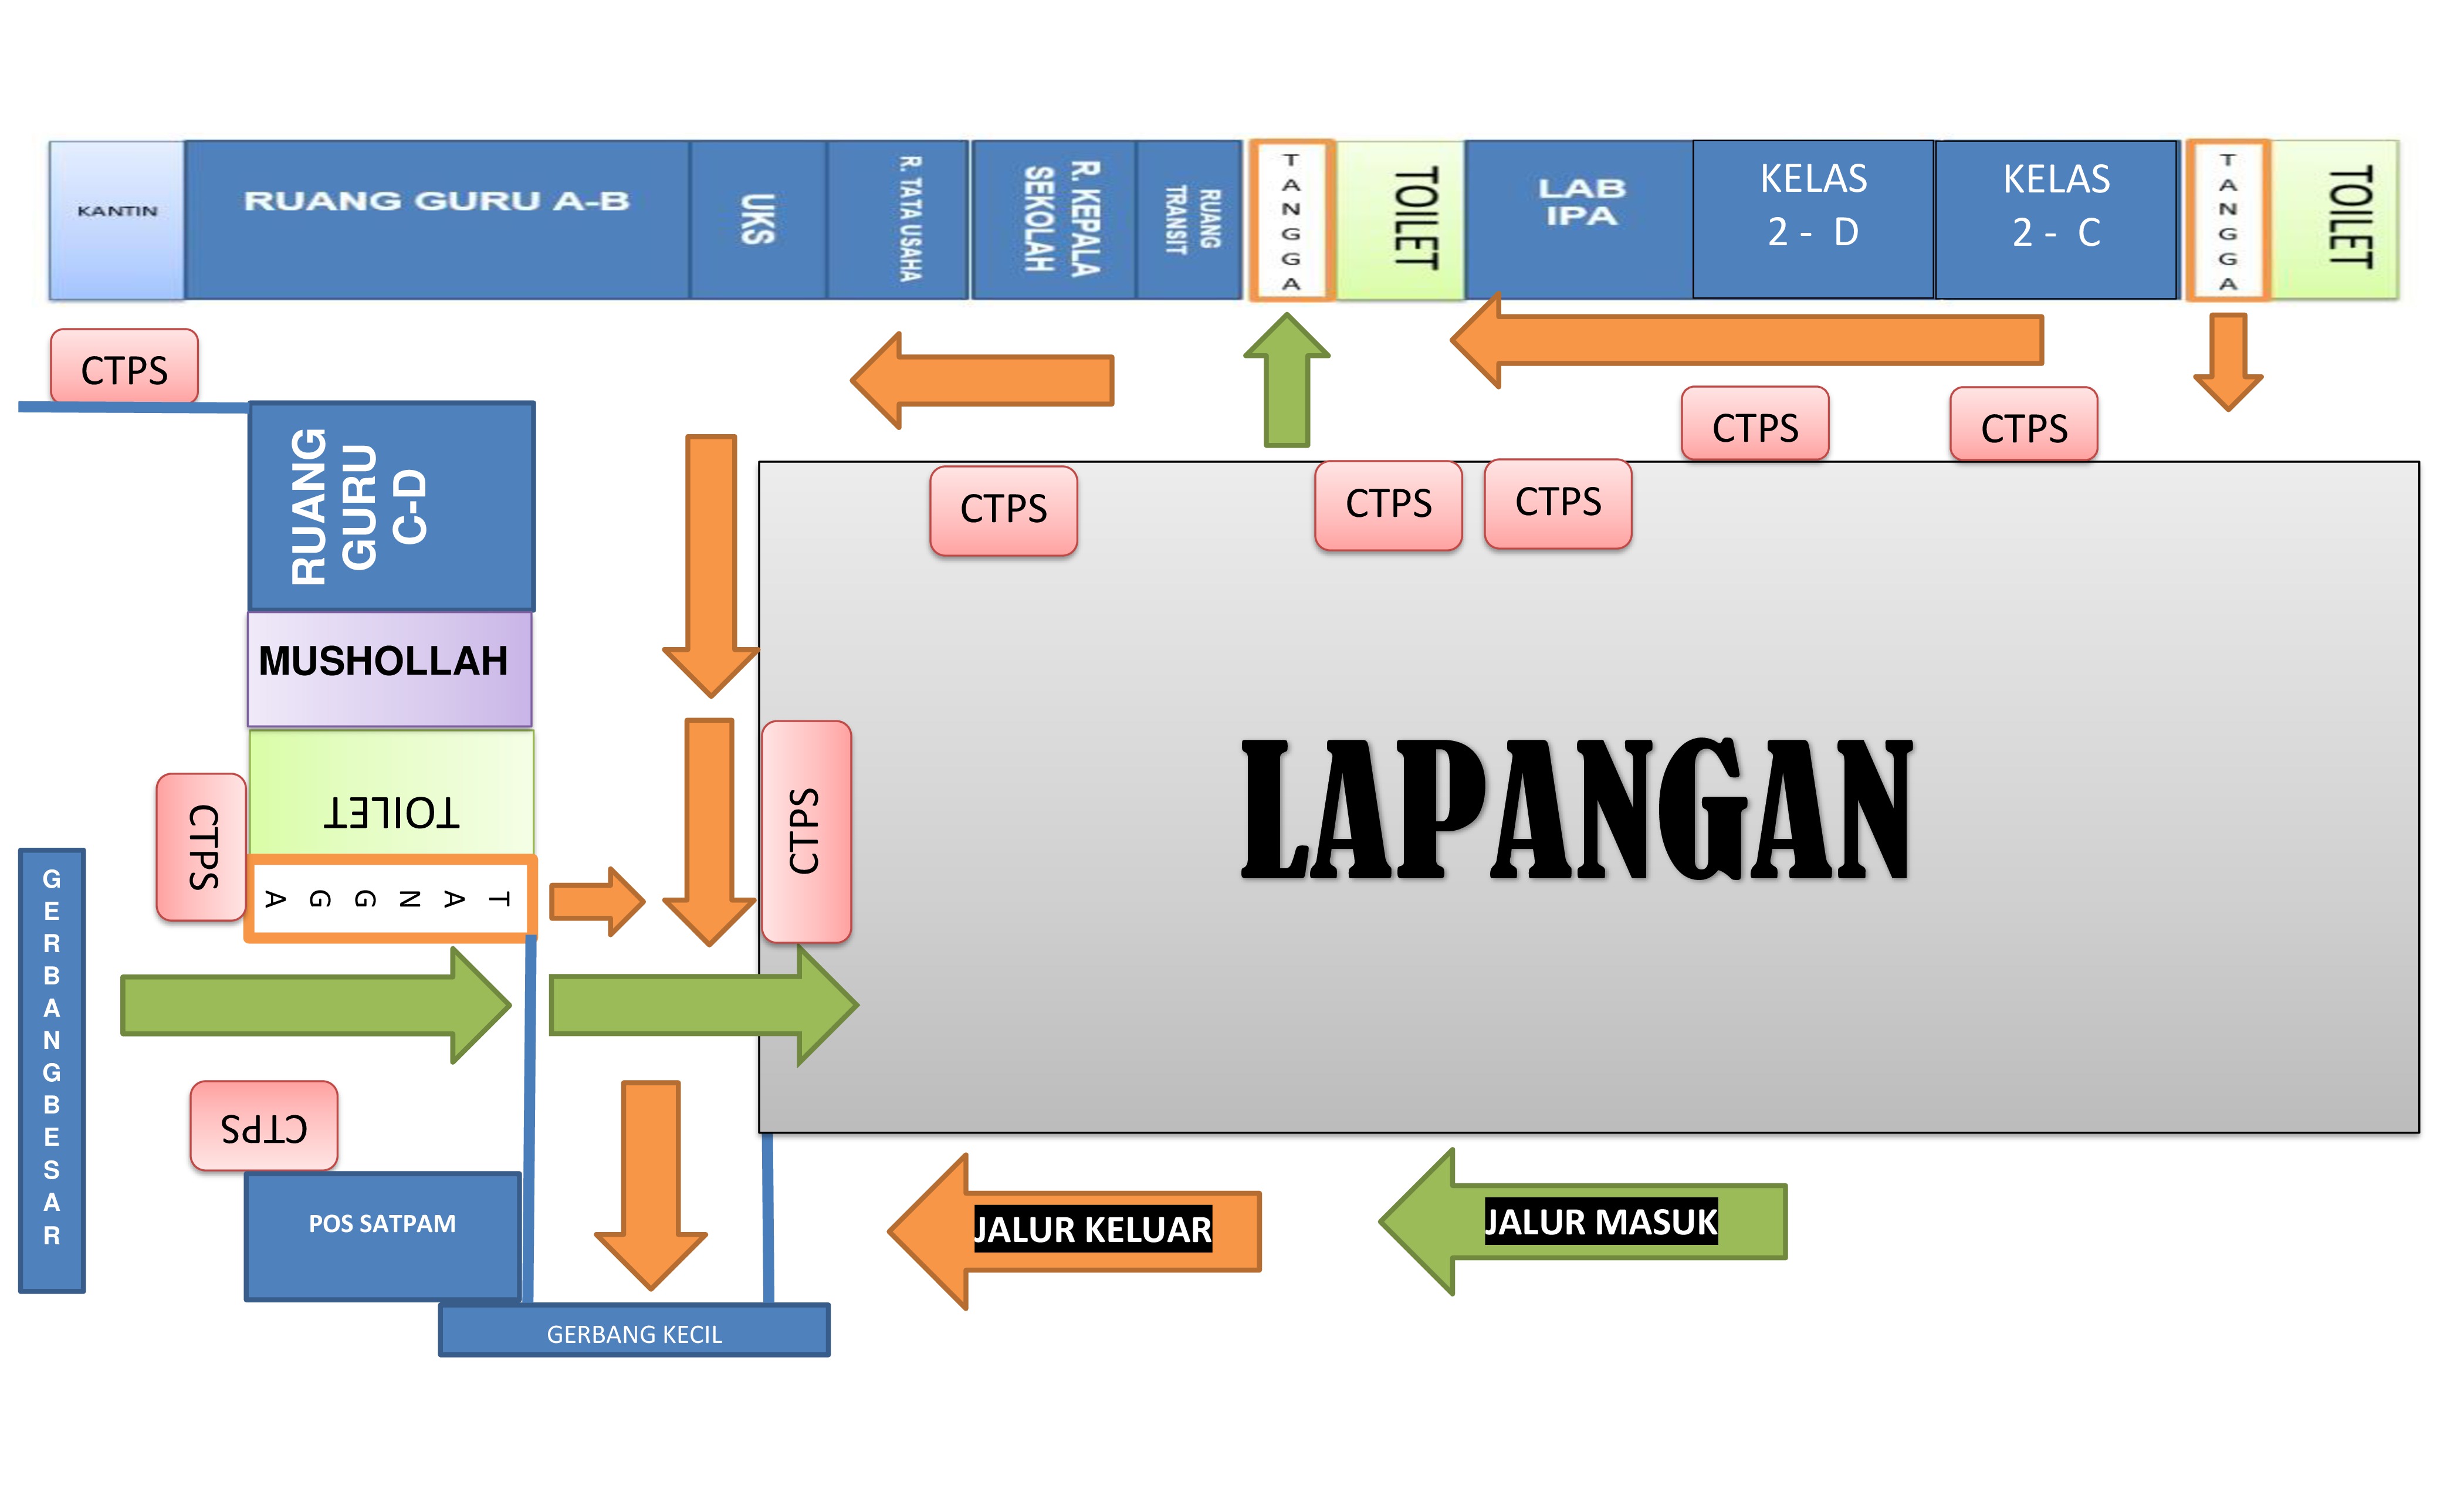 KANTIN
RUANG GURU A-B
UKS
R. TATA USAHA
R. KEPALA
SEKOLAH
RUANG
TRANSIT
TANGGA
TOILET
LAB
IPA
KELAS
2 - D
KELAS
2 - C
TANGGA
TOILET
CTPS
CTPS
CTPS
CTPS
CTPS
CTPS
RUANG
GURU
C-D
MUSHOLLAH
TOILET
CTPS
TANGGA
CTPS
LAPANGAN
GERBANGBESAR
CTPS
POS SATPAM
GERBANG KECIL
JALUR KELUAR
JALUR MASUK